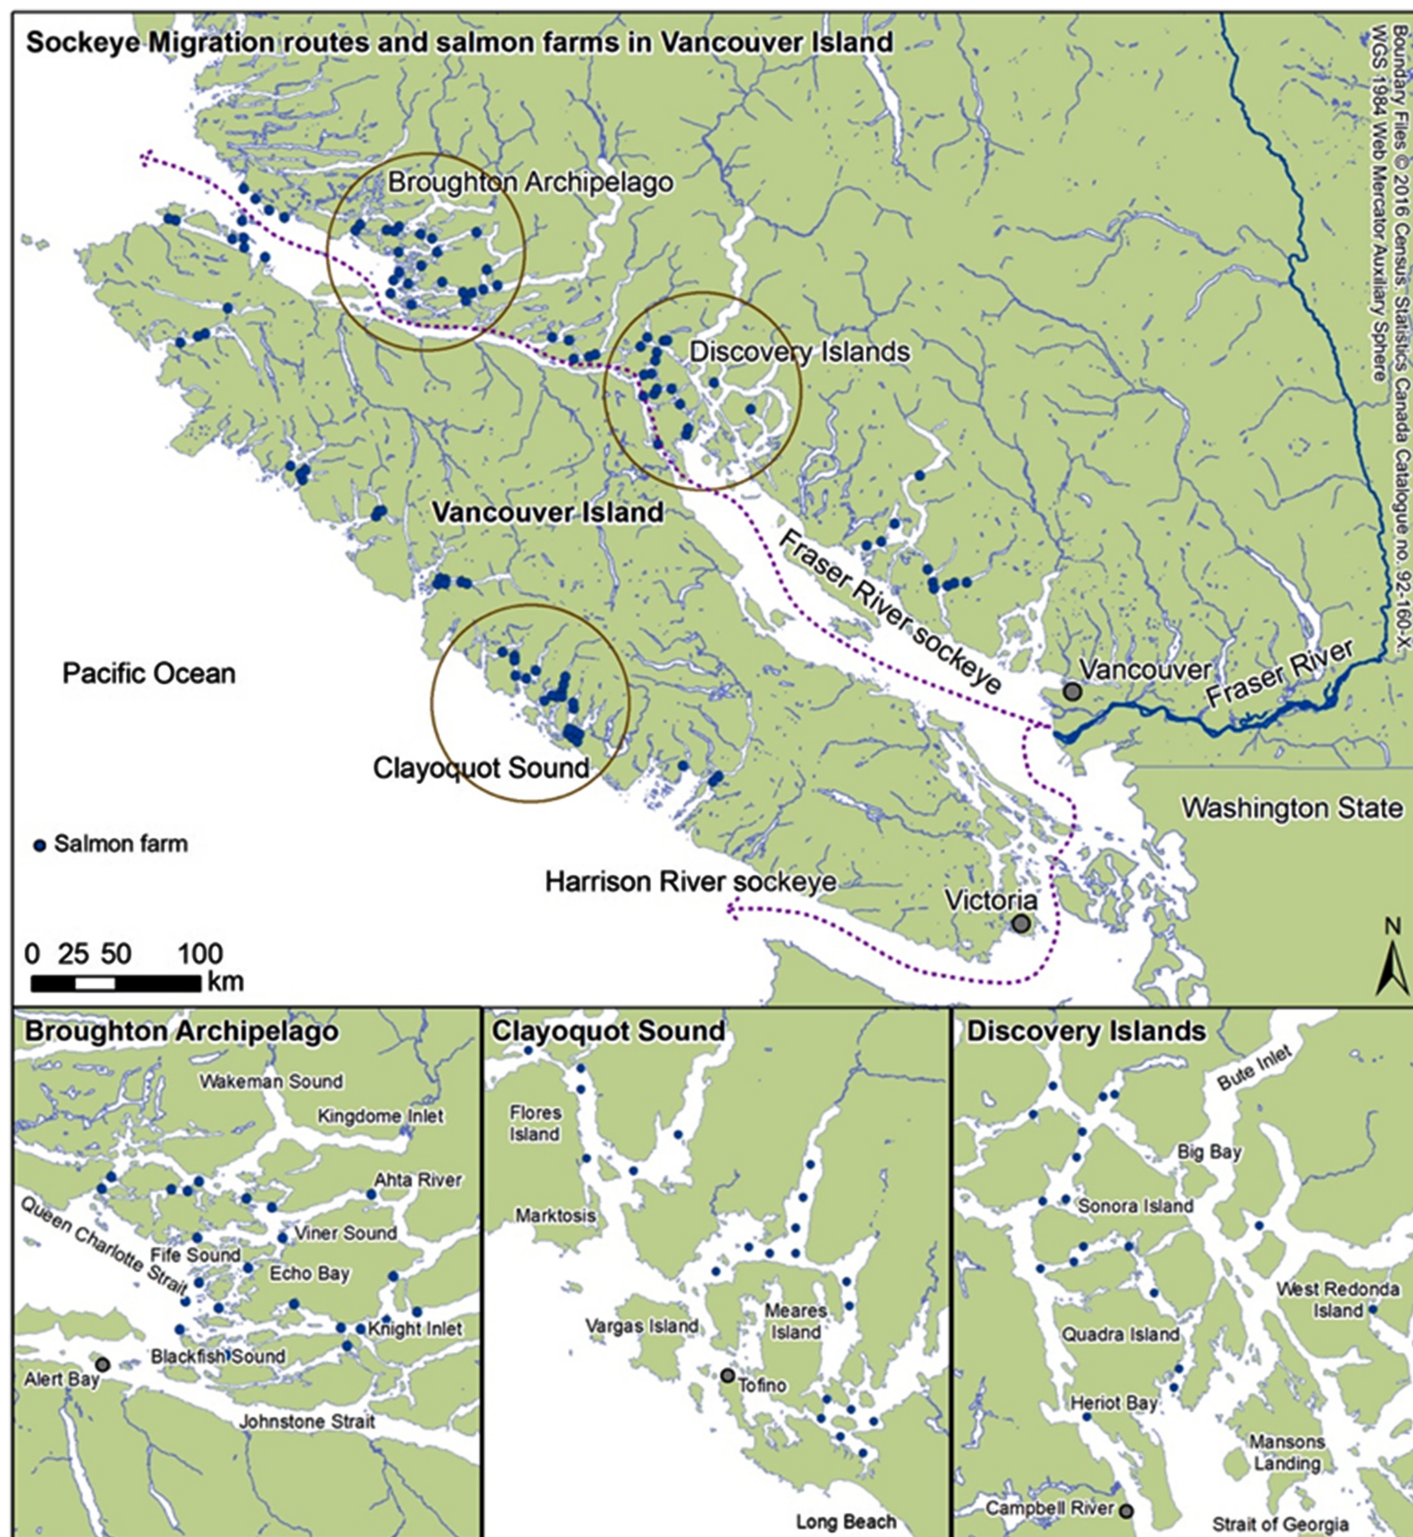 Sockeye Migration routes and salmon farms in Vancouver Island
Boundary Files © 2016 Census. Statistics Canada Catalogue no. 92-160-X.
WGS 1984 Web Mercator Auxiliary Sphere
Broughton Archipelago
Discovery Islands
Vancouver Island
Fraser River sockeye
Pacific Ocean
Vancouver
Fraser River
Clayoquot Sound
Washington State
Salmon farm
Harrison River sockeye
Victoria
N
0 25 50 100
km
Broughton Archipelago
Wakeman Sound
Kingdome Inlet
Ahta River
Queen Charlotte Strait
Viner Sound
Fife Sound
Echo Bay
Knight Inlet
Blackfish Sound
Alert Bay
Johnstone Strait
Clayoquot Sound
Flores
Island
Marktosis
Vargas Island
Meares
Island
Tofino
Long Beach
Discovery Islands
Bute Inlet
Big Bay
Sonora Island
West Redonda
Island
Quadra Island
Heriot Bay
Mansons
Landing
Campbell River
Strait of Georgia